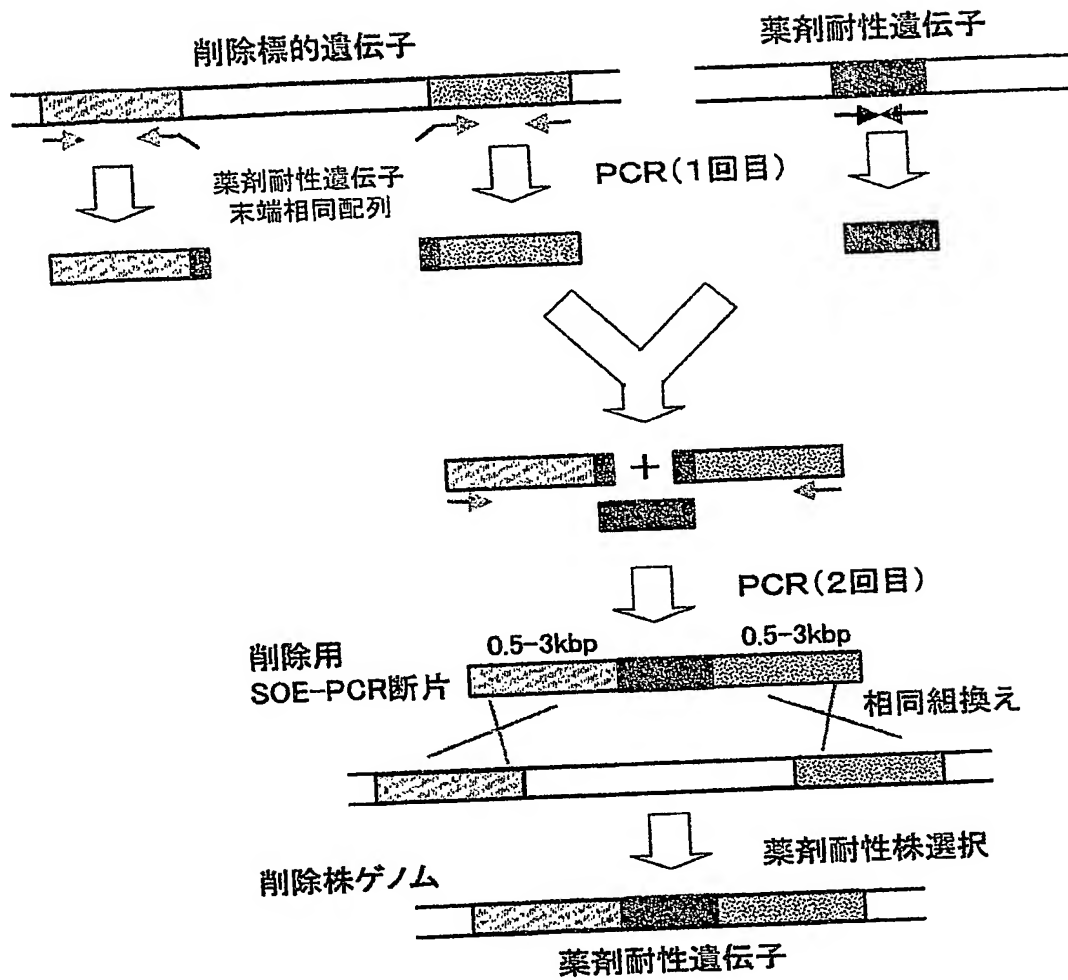 削除標的遺伝子
薬剤耐性遺伝子
薬剤耐性遺伝子
末端相同配列
PCR(1回目)
+
PCR(2回目)
0.5-3kbp
0.5-3kbp
削除用
SOE-PCR断片
相同組換え
薬剤耐性株選択
削除株ゲノム
薬剤耐性遺伝子